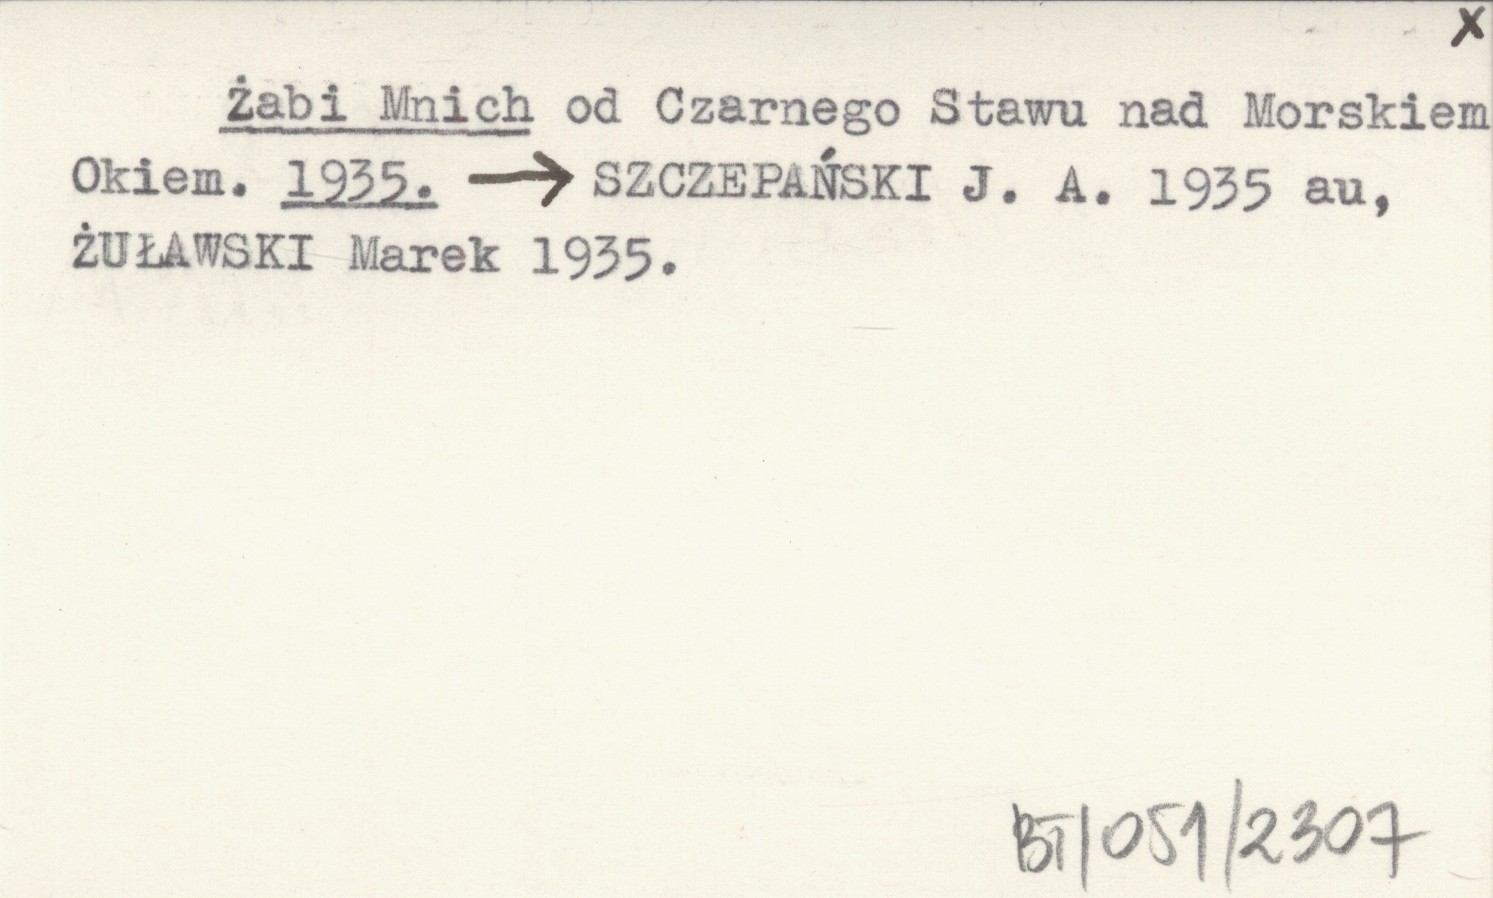 x
Żabi Mnich od Czarnego Stawu nad Morskiem
Okiem. 1935. → SZCZEPAŃSKI J. A. 1935 au,
ŻUŁAWSKI Marek 1935.
BT/051/2307